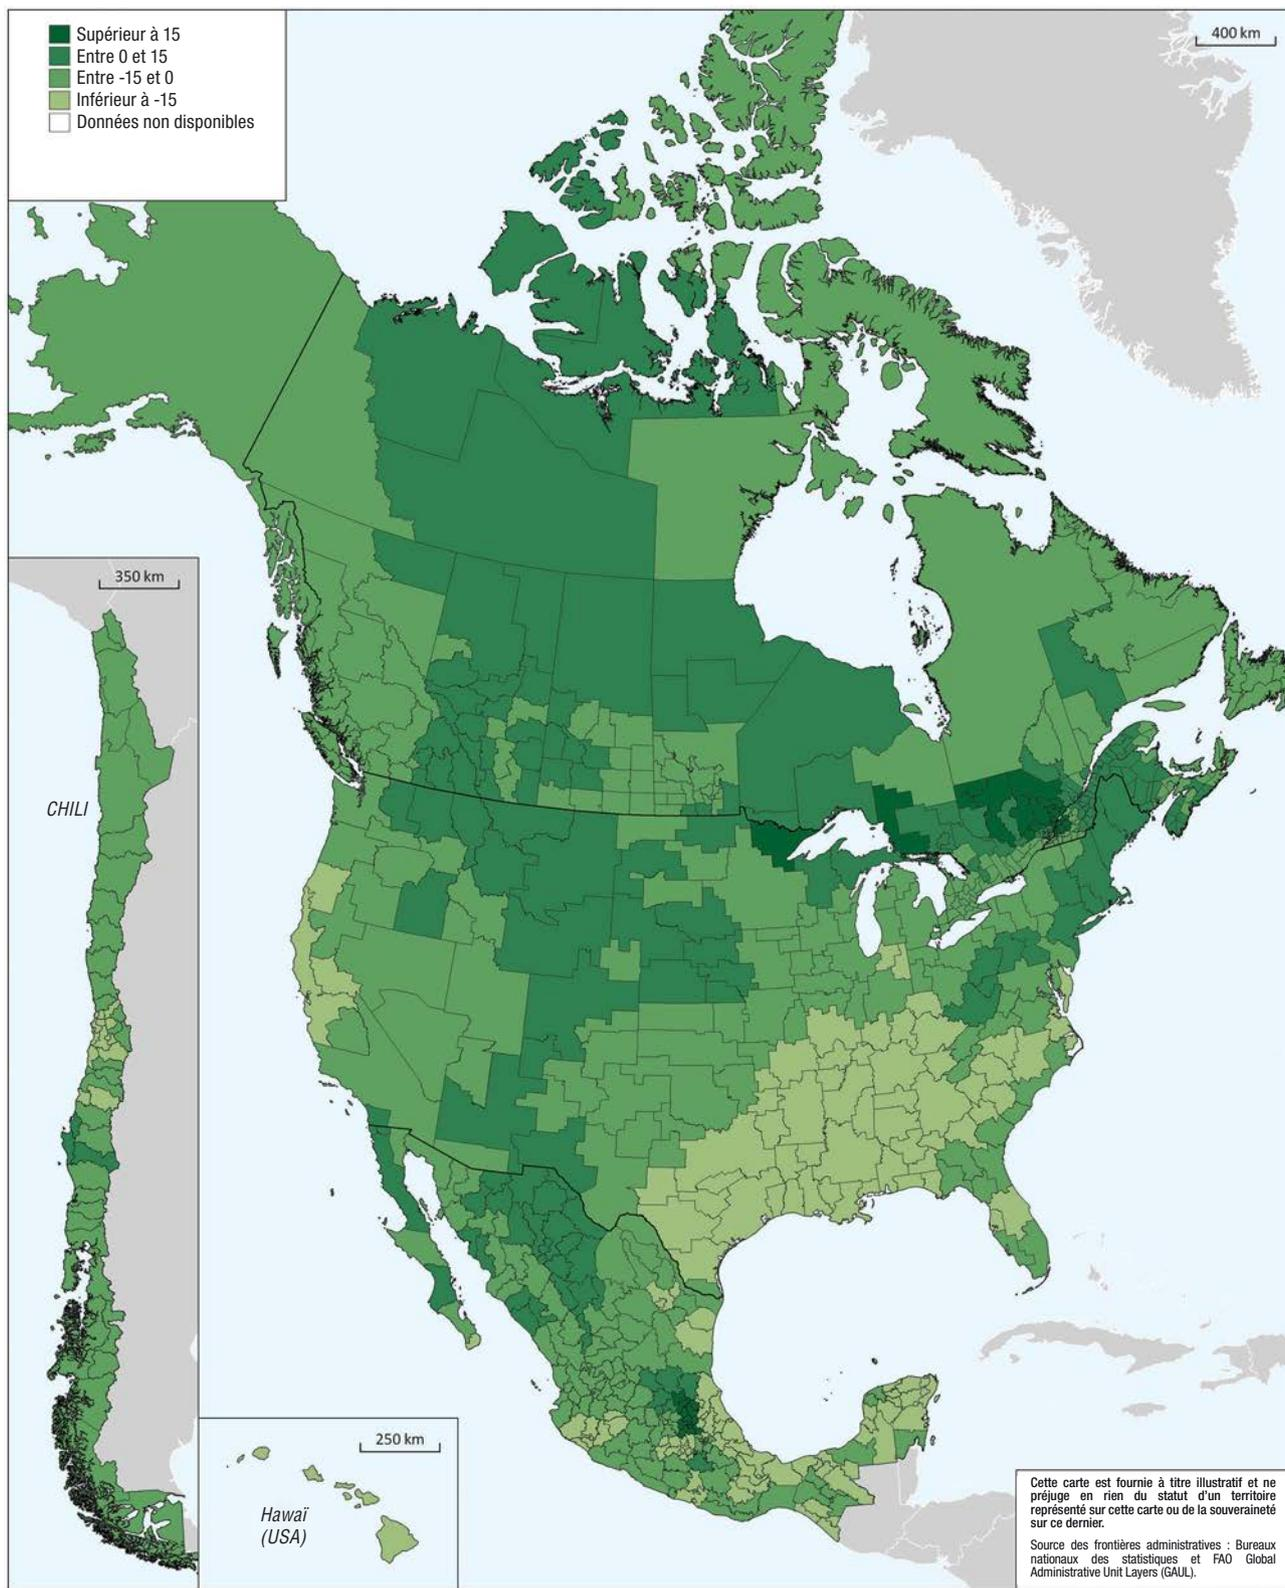 Supérieur à 15
Entre 0 et 15
Entre -15 et 0
Inférieur à -15
Données non disponibles
400 km
350 km
CHILI
250 km
Hawaï
(USA)
Cette carte est fournie à titre illustratif et ne
préjuge en rien du statut d'un territoire
représenté sur cette carte ou de la souveraineté
sur ce dernier.
Source des frontières administratives : Bureaux
nationaux des statistiques et FAO Global
Administrative Unit Layers (GAUL).